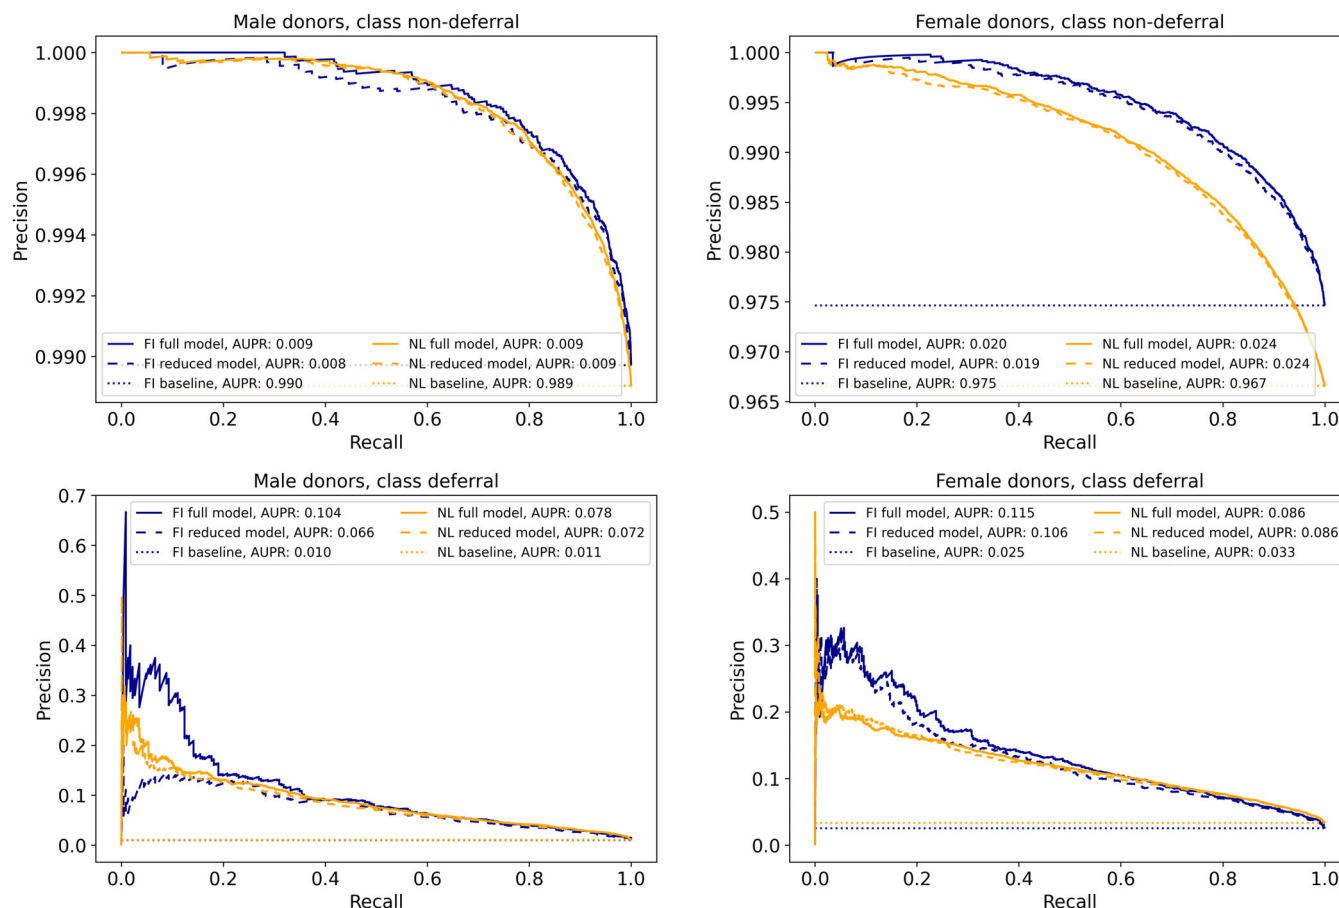 Male donors, class non-deferral
1.000
0.998
0.996
0.994
0.992
0.990
Precision
FI full model, AUPR: 0.009
FI reduced model, AUPR: 0.008
FI baseline, AUPR: 0.990
NL full model, AUPR: 0.009
NL reduced model, AUPR: 0.009
NL baseline, AUPR: 0.989
0.0 0.2 0.4 0.6 0.8 1.0
Recall
Female donors, class non-deferral
1.000
0.995
0.990
0.985
0.980
0.975
0.970
0.965
Precision
FI full model, AUPR: 0.020
FI reduced model, AUPR: 0.019
FI baseline, AUPR: 0.975
NL full model, AUPR: 0.024
NL reduced model, AUPR: 0.024
NL baseline, AUPR: 0.967
0.0 0.2 0.4 0.6 0.8 1.0
Recall
Male donors, class deferral
0.7
0.6
0.5
0.4
0.3
0.2
0.1
0.0
Precision
FI full model, AUPR: 0.104
FI reduced model, AUPR: 0.066
FI baseline, AUPR: 0.010
NL full model, AUPR: 0.078
NL reduced model, AUPR: 0.072
NL baseline, AUPR: 0.011
0.0 0.2 0.4 0.6 0.8 1.0
Recall
Female donors, class deferral
0.5
0.4
0.3
0.2
0.1
0.0
Precision
FI full model, AUPR: 0.115
FI reduced model, AUPR: 0.106
FI baseline, AUPR: 0.025
NL full model, AUPR: 0.086
NL reduced model, AUPR: 0.086
NL baseline, AUPR: 0.033
0.0 0.2 0.4 0.6 0.8 1.0
Recall